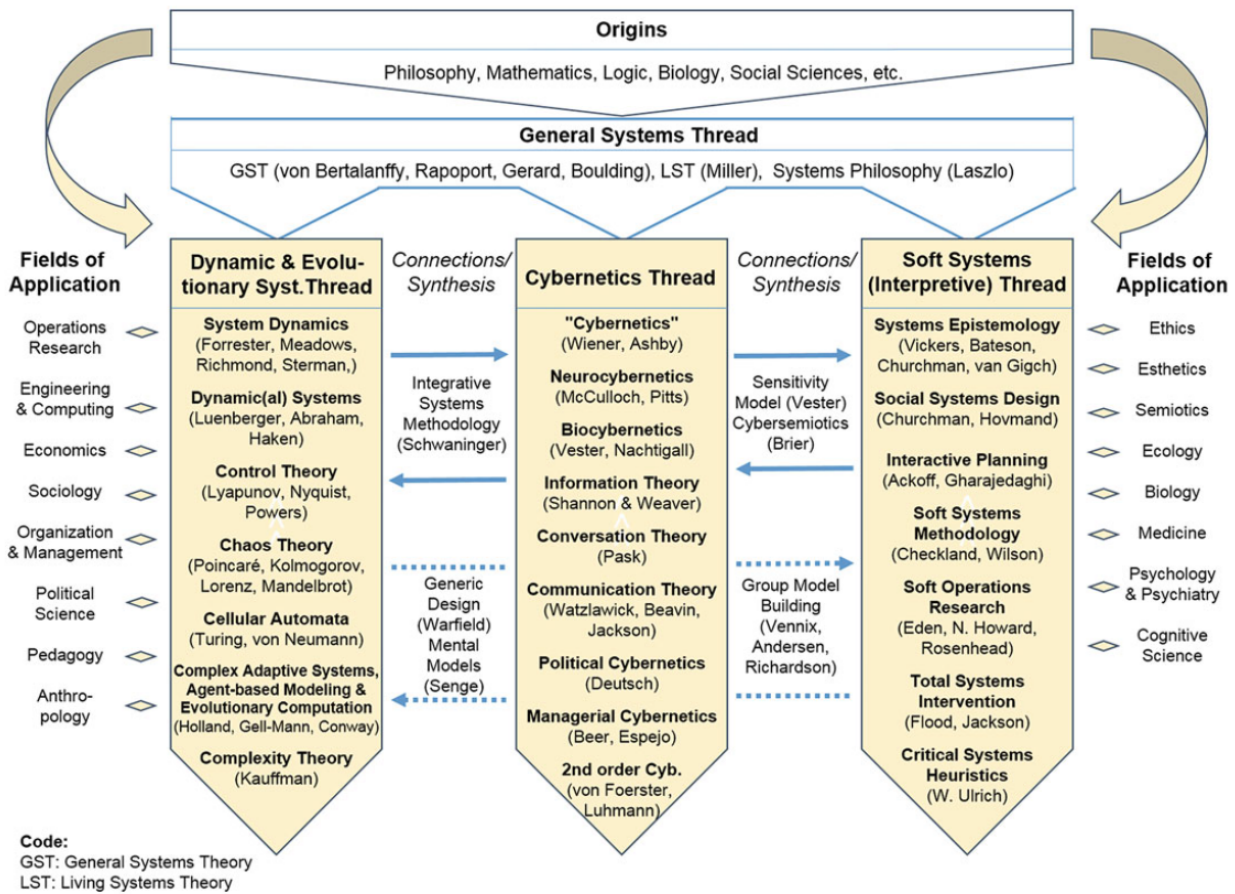 Origins
Philosophy, Mathematics, Logic, Biology, Social Sciences, etc.
General Systems Thread
GST (von Bertalanffy, Rapoport, Gerard, Boulding), LST (Miller), Systems Philosophy (Laszlo)
Fields of
Application
Operations
Research
Engineering
& Computing
Economics
Sociology
Organization
& Management
Political
Science
Pedagogy
Anthro-
pology
Dynamic & Evolu-
tionary Syst.Thread
System Dynamics
(Forrester, Meadows,
Richmond, Sterman,)
Dynamic(al) Systems
(Luenberger, Abraham,
Haken)
Control Theory
(Lyapunov, Nyquist,
Powers)
Chaos Theory
(Poincaré, Kolmogorov,
Lorenz, Mandelbrot)
Cellular Automata
(Turing, von Neumann)
Complex Adaptive Systems,
Agent-based Modeling &
Evolutionary Computation
(Holland, Gell-Mann, Conway)
Complexity Theory
(Kauffman)
Connections/
Synthesis
Integrative
Systems
Methodology
(Schwaninger)
Generic
Design
(Warfield)
Mental
Models
(Senge)
Cybernetics Thread
"Cybernetics"
(Wiener, Ashby)
Neurocybernetics
(McCulloch, Pitts)
Biocybernetics
(Vester, Nachtigall)
Information Theory
(Shannon & Weaver)
Conversation Theory
(Pask)
Communication Theory
(Watzlawick, Beavin,
Jackson)
Political Cybernetics
(Deutsch)
Managerial Cybernetics
(Beer, Espejo)
2nd order Cyb.
(von Foerster,
Luhmann)
Connections/
Synthesis
Sensitivity
Model (Vester)
Cybersemiotics
(Brier)
Group Model
Building
(Vennix,
Andersen,
Richardson)
Soft Systems
(Interpretive) Thread
Systems Epistemology
(Vickers, Bateson,
Churchman, van Gigch)
Social Systems Design
(Churchman, Hovmand)
Interactive Planning
(Ackoff, Gharajedaghi)
Soft Systems
Methodology
(Checkland, Wilson)
Soft Operations
Research
(Eden, N. Howard,
Rosenhead)
Total Systems
Intervention
(Flood, Jackson)
Critical Systems
Heuristics
(W. Ulrich)
Fields of
Application
Ethics
Esthetics
Semiotics
Ecology
Biology
Medicine
Psychology
& Psychiatry
Cognitive
Science
Code:
GST: General Systems Theory
LST: Living Systems Theory